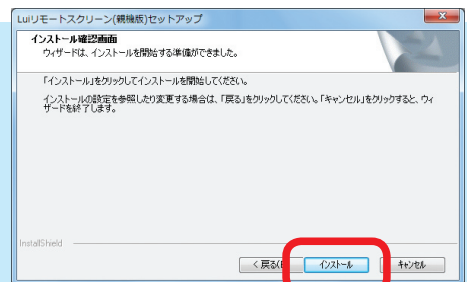 Luiリモートスクリーン(親機版)セットアップ
インストール確認画面
ウィザードは、インストールを開始する準備ができました。
「インストール」をクリックしてインストールを開始してください。
インストールの設定を参照したり変更する場合は、「戻る」をクリックしてください。「キャンセル」をクリックすると、ウィ
ザードを終了します。
InstallShield
< 戻る( インストール キャンセル